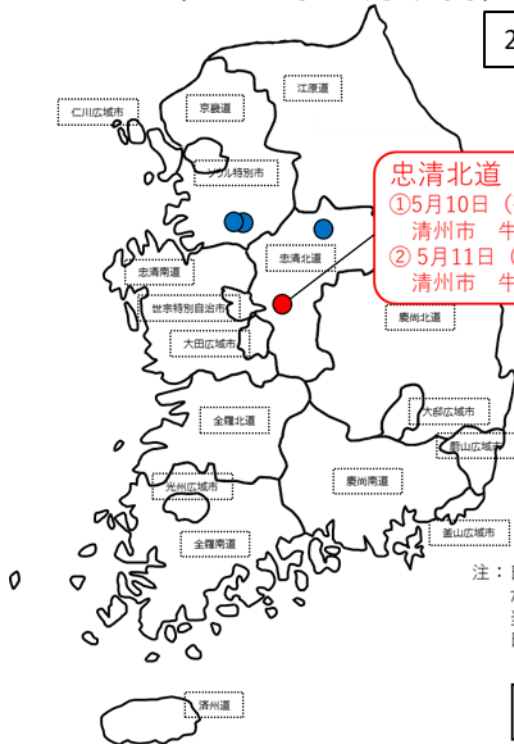 2
江原道
京畿道
仁川広域市
ソウル特別市
忠清北道
①5月10日（
清州市 牛
② 5月11日（
清州市 牛
忠清北道
忠清南道
世宗特別自治市
慶尚北道
大田広域市
大邱広域市
全羅北道
蔚山広域市
慶尚南道
光州広域市
釜山広域市
全羅南道
注：
済州道